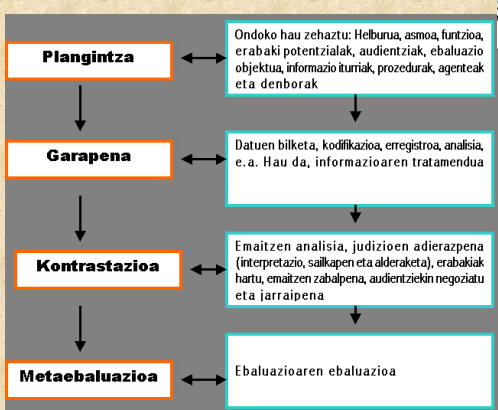 Plangintza
Ondoko hau zehaztu: Helburua, asmoa, funtzioa,
erabaki potentzialak, audientziak, ebaluazio
objektua, informazio iturriak, prozedurak, agenteak
eta denborak
Garapena
Datuen bilketa, kodifikazioa, erregistroa, analisia,
e.a. Hau da, informazioaren tratamendua
Kontrastazioa
Emaitzen analisia, judizioen adierazpena
(interpretazio, sailkapen eta alderaketa), erabakiak
hartu, emaitzen zabalpena, audientziekin negoziatu
eta jarraipena
Metaebaluazioa
Ebaluazioaren ebaluazioa